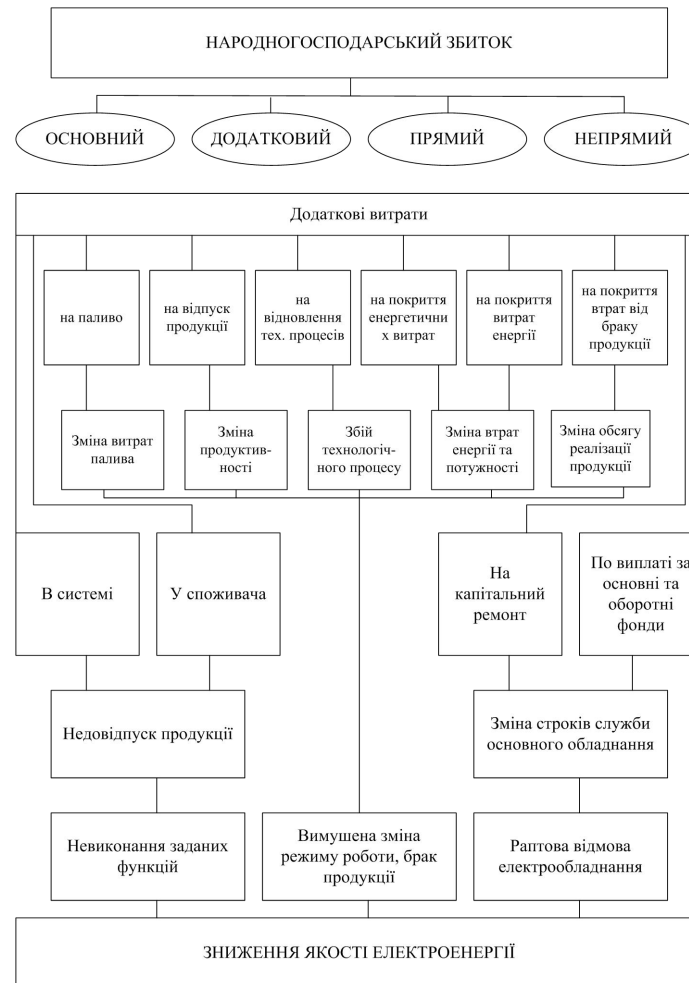 НАРОДНОГОСПОДАРСЬКИЙ ЗБИТОК
ОСНОВНИЙ
ДОДАТКОВИЙ
ПРЯМИЙ
НЕПРЯМИЙ
Додаткові витрати
на паливо
на відпуск
продукції
на
відновлення
тех. процесів
на покриття
енергетични
х витрат
на покриття
витрат
енергії
на покриття
втрат від
браку
продукції
Зміна витрат
палива
Зміна
продуктив-
ності
Збій
технологіч-
ного процесу
Зміна втрат
енергії та
потужності
Зміна обсягу
реалізації
продукції
В системі
У споживача
На
капітальний
ремонт
По виплаті за
основні та
оборотні
фонди
Недовідпуск продукції
Зміна строків служби
основного обладнання
Невиконання заданих
функцій
Вимушена зміна
режиму роботи, брак
продукції
Раптова відмова
електрообладнання
ЗНИЖЕННЯ ЯКОСТІ ЕЛЕКТРОЕНЕРГІЇ